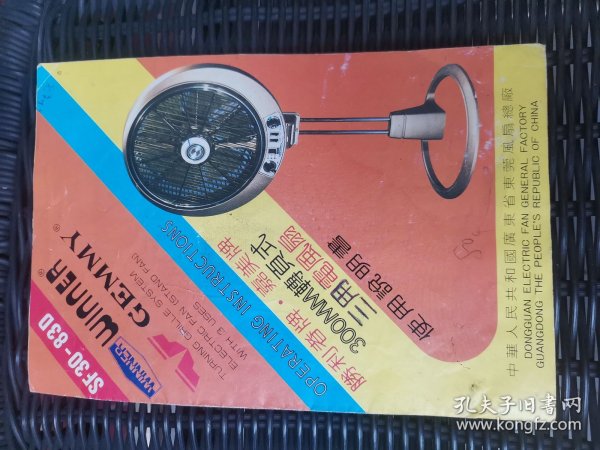 SF30-83D
WINNER
WINNER®
GEMMY®
TURNING GRILLE SYSTEM
ELECTRIC FAN (STAND FAN)
WITH 3 USES
OPERATING INSTRUCTIONS
勝利者牌·嘉美牌
300MM轉頁式
三用電風扇
使用說明書
中華人民共和國廣東省東莞風扇總廠
DONGGUAN ELECTRIC FAN GENERAL FACTORY
GUANGDONG THE PEOPLE'S REPUBLIC OF CHINA
孔夫子旧书网
www.kongfz.com